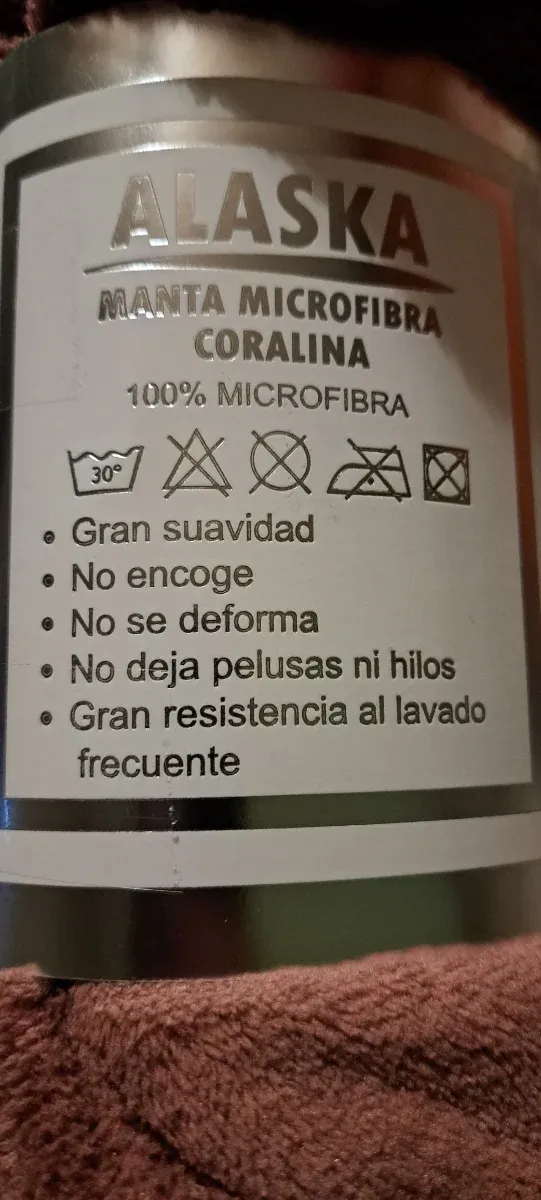 ALASKA
MANTA MICROFIBRA
CORALINA
100% MICROFIBRA
30°
• Gran suavidad
• No encoge
• No se deforma
• No deja pelusas ni hilos
• Gran resistencia al lavado
frecuente